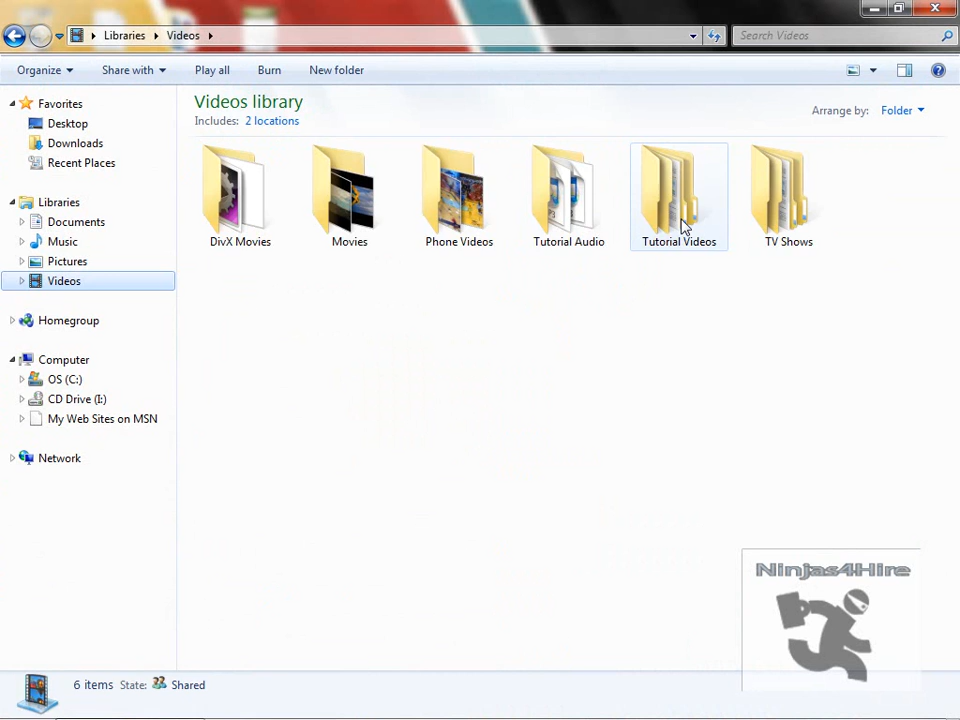 Libraries Videos
Search Videos
Organize Share with Play all Burn New folder
Favorites
Desktop
Downloads
Recent Places
Libraries
Documents
Music
Pictures
Videos
Homegroup
Computer
OS (C:)
CD Drive (I:)
My Web Sites on MSN
Network
Videos library
Includes: 2 locations
Arrange by: Folder
DivX Movies
Movies
Phone Videos
Tutorial Audio
Tutorial Videos
TV Shows
Ninjas4Hire
6 items State: Shared